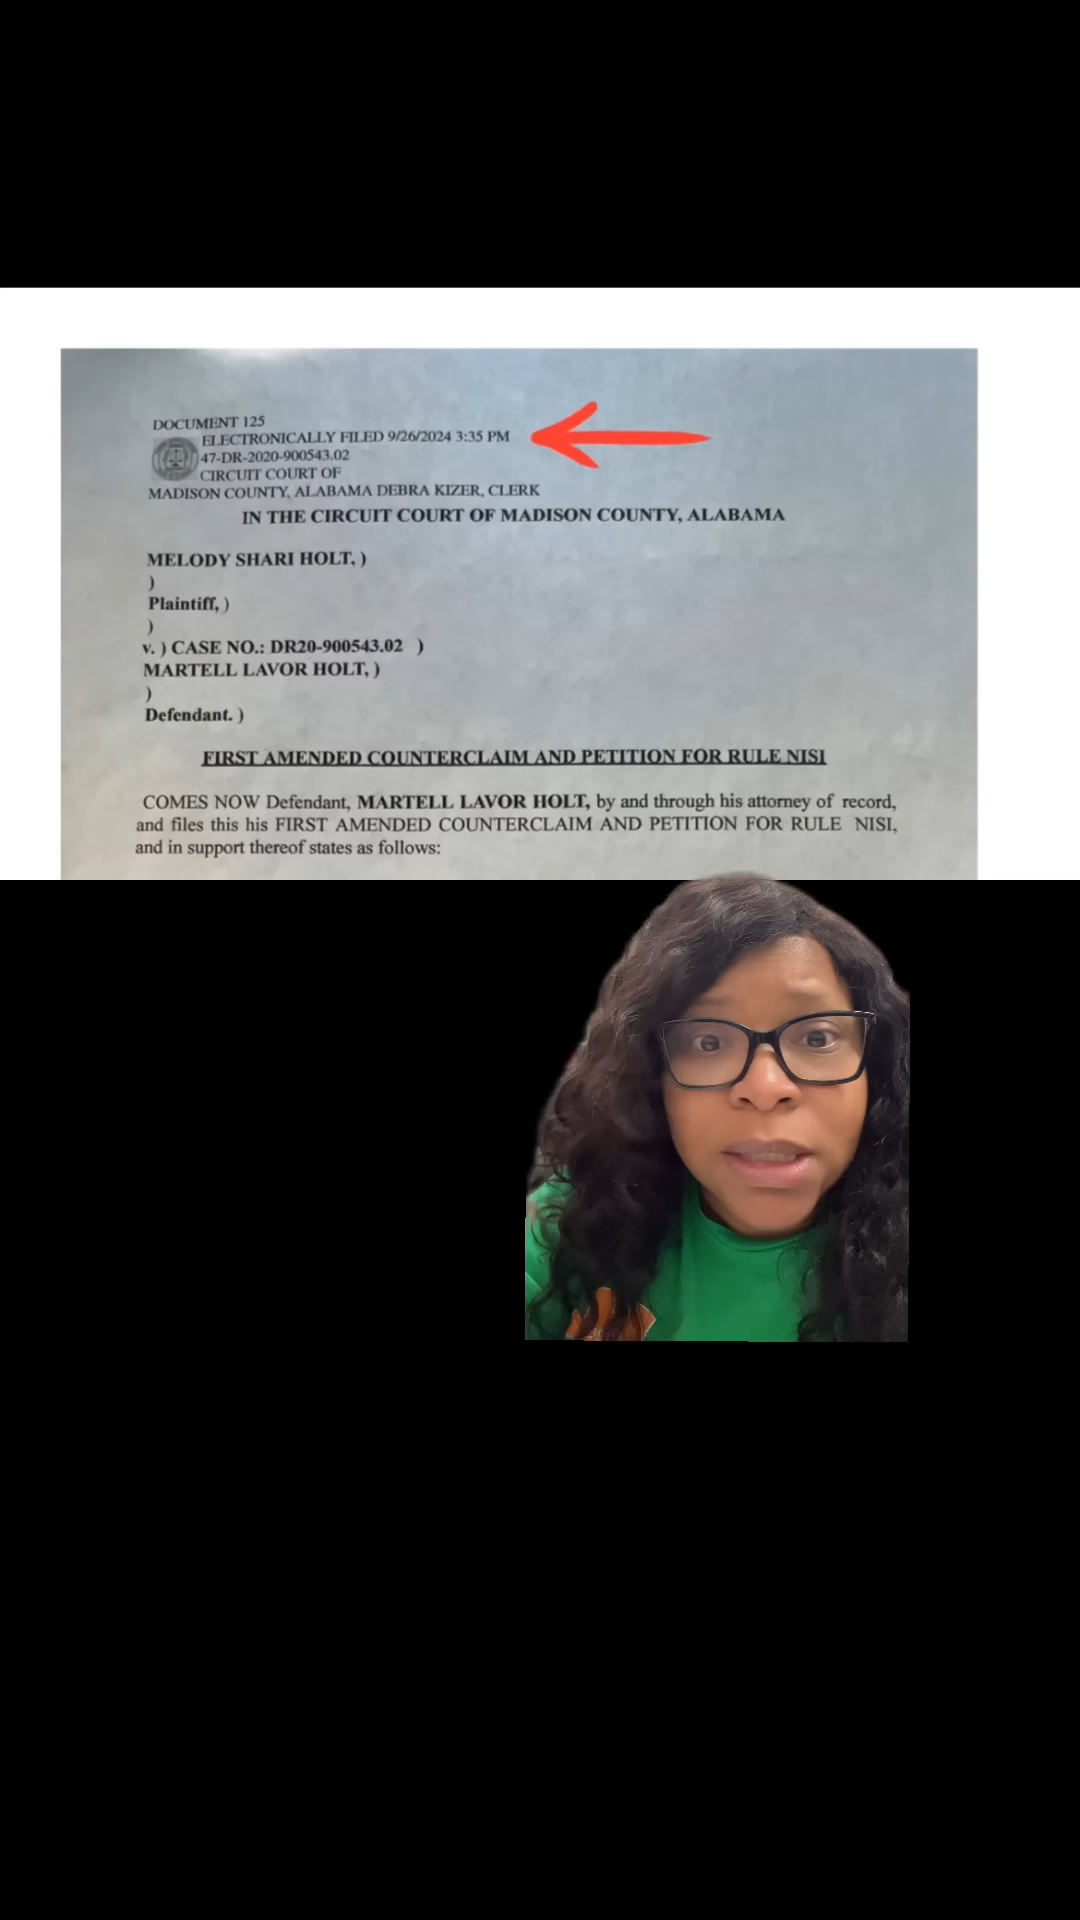 DOCUMENT 125
ELECTRONICALLY FILED 9/26/2024 3:35 PM
47-DR-2020-900543.02
CIRCUIT COURT OF
MADISON COUNTY, ALABAMA DEBRA KIZER, CLERK
IN THE CIRCUIT COURT OF MADISON COUNTY, ALABAMA
MELODY SHARI HOLT, )
)
Plaintiff, )
)
v. ) CASE NO.: DR20-900543.02 )
MARTELL LAVOR HOLT, )
)
Defendant. )
FIRST AMENDED COUNTERCLAIM AND PETITION FOR RULE NISI
COMES NOW Defendant, MARTELL LAVOR HOLT, by and through his attorney of record,
and files this his FIRST AMENDED COUNTERCLAIM AND PETITION FOR RULE NISI,
and in support thereof states as follows: